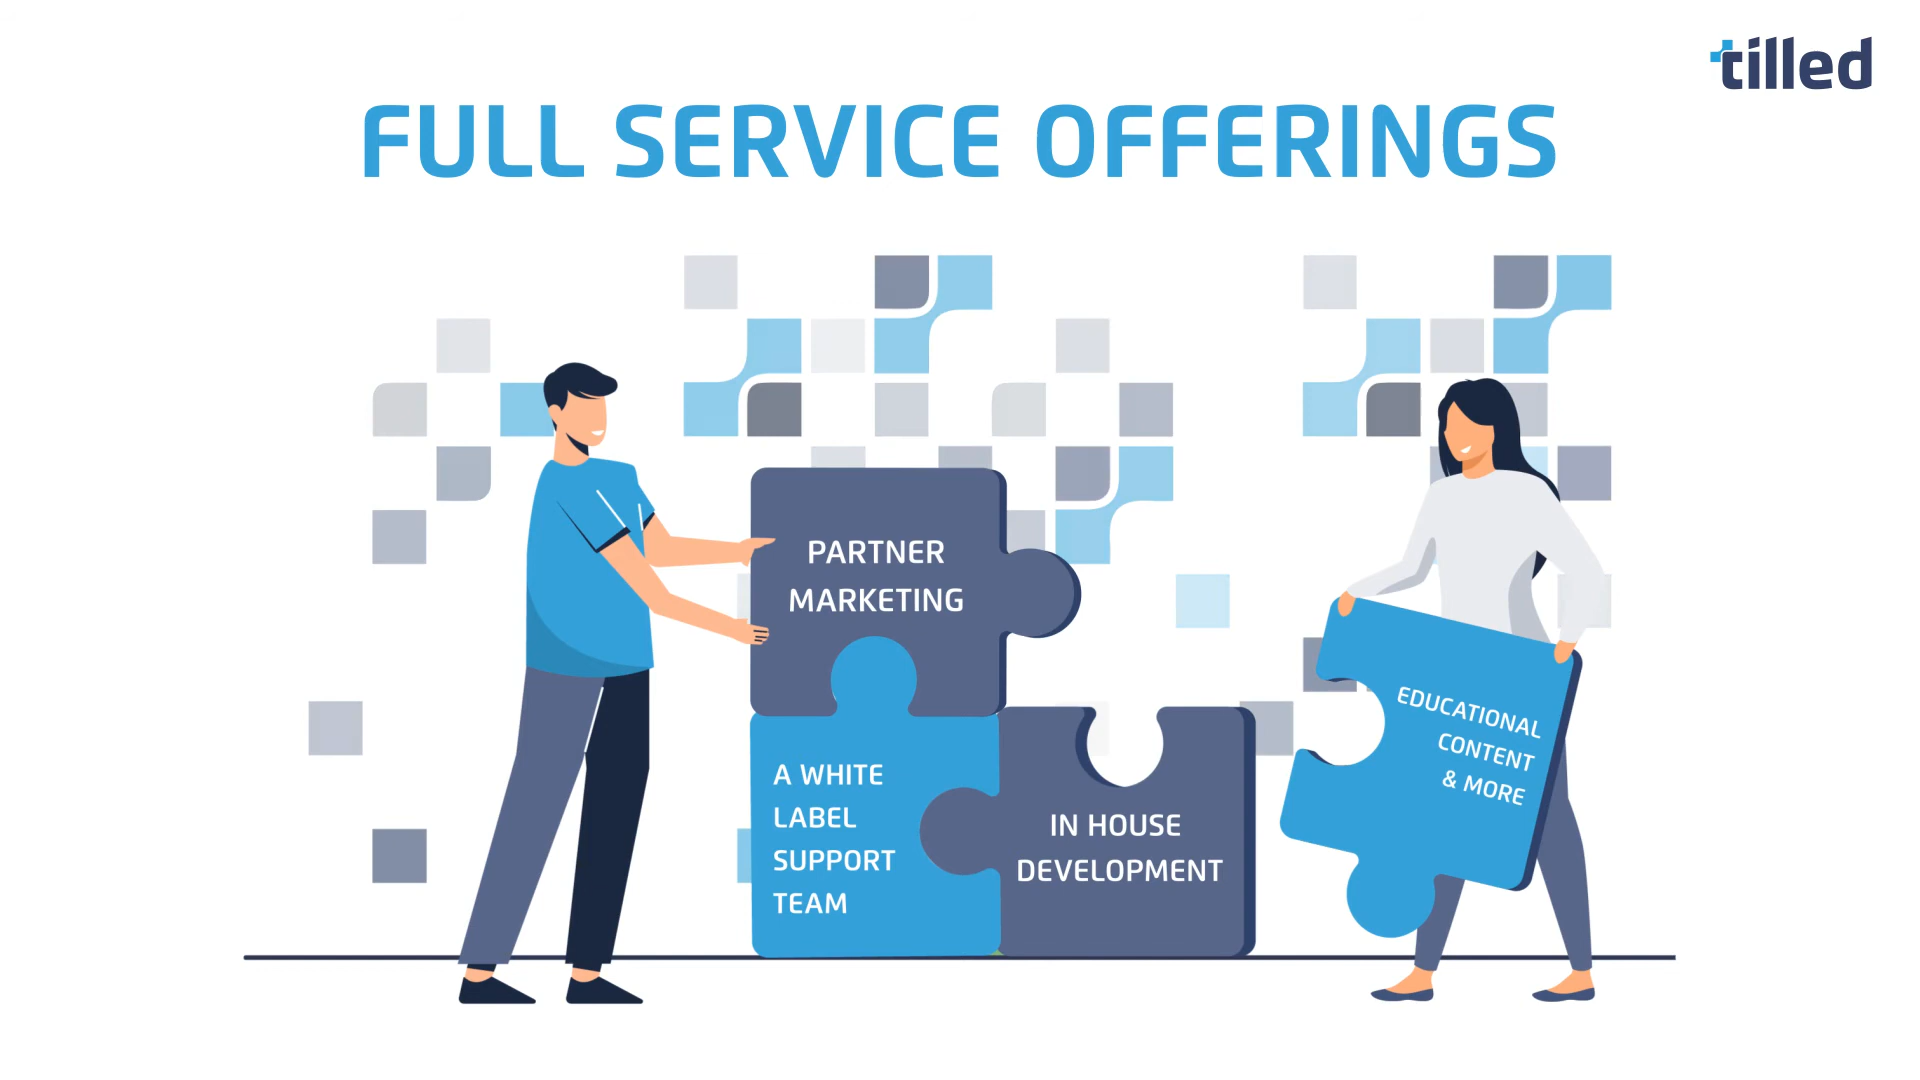 tilled
FULL SERVICE OFFERINGS
PARTNER
MARKETING
A WHITE
LABEL
SUPPORT
TEAM
IN HOUSE
DEVELOPMENT
EDUCATIONAL
CONTENT
& MORE